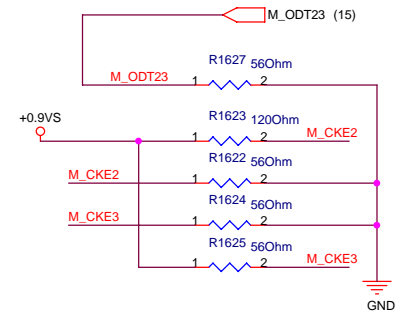 M_ODT23 (15)
R1627 56Ohm
M_ODT23 1 2
+0.9VS
R1623 120Ohm
1 2 M_CKE2
R1622 56Ohm
M_CKE2 1 2
R1624 56Ohm
M_CKE3 1 2
R1625 56Ohm
1 2 M_CKE3
GND